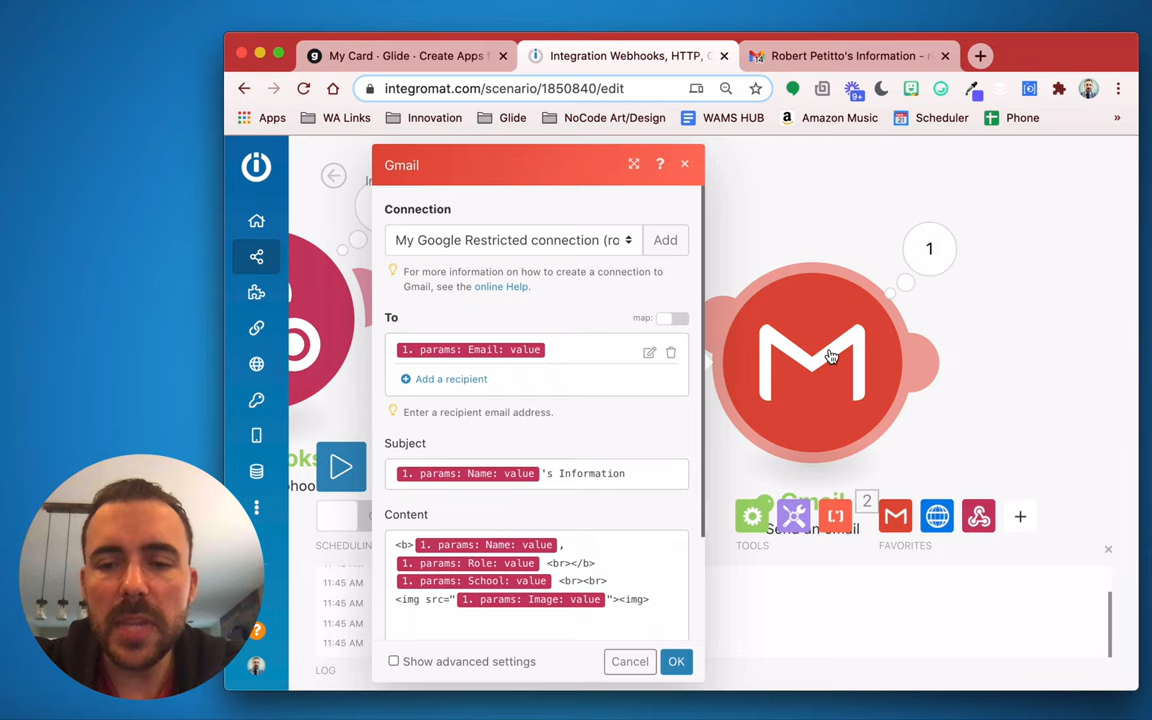 My Card · Glide · Create Apps
Integration Webhooks, HTTP, G
Robert Petitto's Information -
integromat.com/scenario/1850840/edit
9+
Apps
WA Links
Innovation
Glide
NoCode Art/Design
WAMS HUB
Amazon Music
Scheduler
Phone
»
Gmail
?
Connection
My Google Restricted connection (ro
Add
For more information on how to create a connection to
Gmail, see the online Help.
To
map:
1. params: Email: value
Add a recipient
Enter a recipient email address.
Subject
1. params: Name: value 's Information
Content
<b> 1. params: Name: value ,
1. params: Role: value <br></b>
1. params: School: value <br><br>
<img src=" 1. params: Image: value "><img>
Show advanced settings
Cancel
OK
1
2
TOOLS
FAVORITES
SCHEDULIN
11:45 AM
11:45 AM
11:45 AM
11:45 AM
LOG